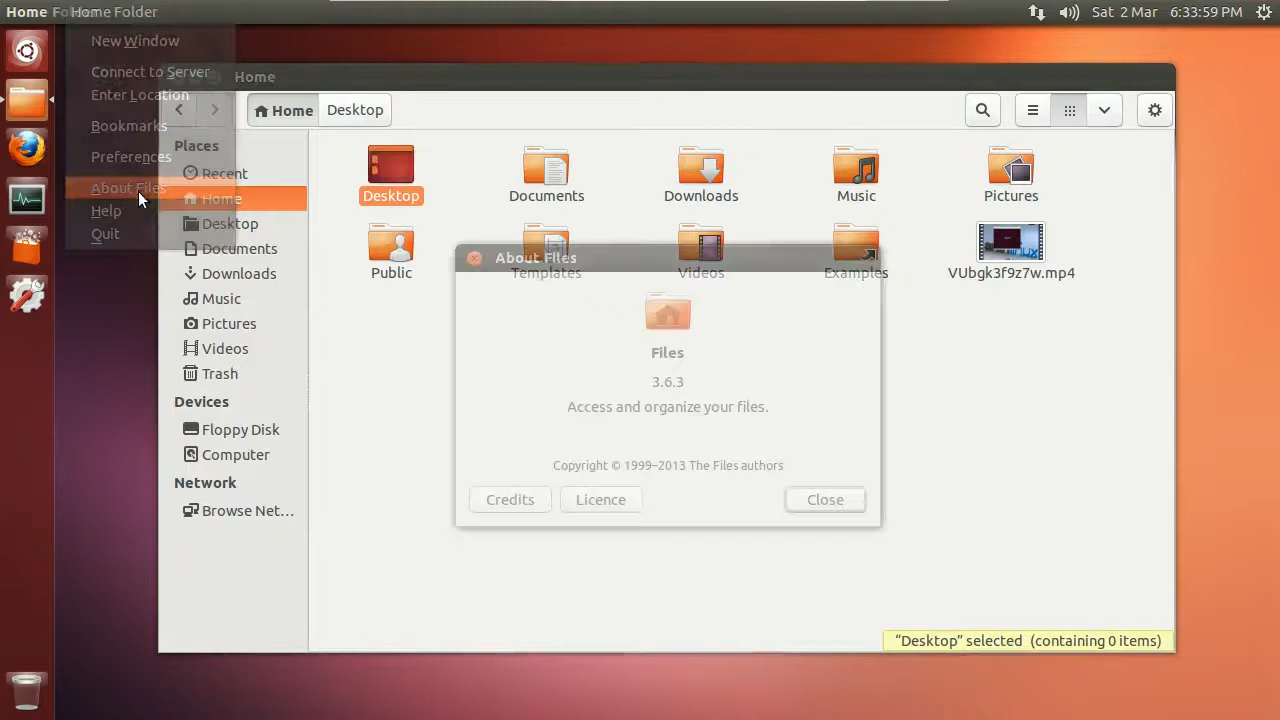 Home Folder
Home Folder
Sat 2 Mar 6:33:59 PM
New Window
Connect to Server
Enter Location
Bookmarks
Preferences
About Files
Help
Quit
Home
Home
Desktop
Places
Recent
Home
Desktop
Documents
Downloads
Music
Pictures
Videos
Trash
Devices
Floppy Disk
Computer
Network
Browse Net...
Desktop
Documents
Downloads
Music
Pictures
Public
Templates
Videos
Examples
VUbgk3f9z7w.mp4
About Files
Files
3.6.3
Access and organize your files.
Copyright © 1999–2013 The Files authors
Credits
Licence
Close
“Desktop” selected (containing 0 items)